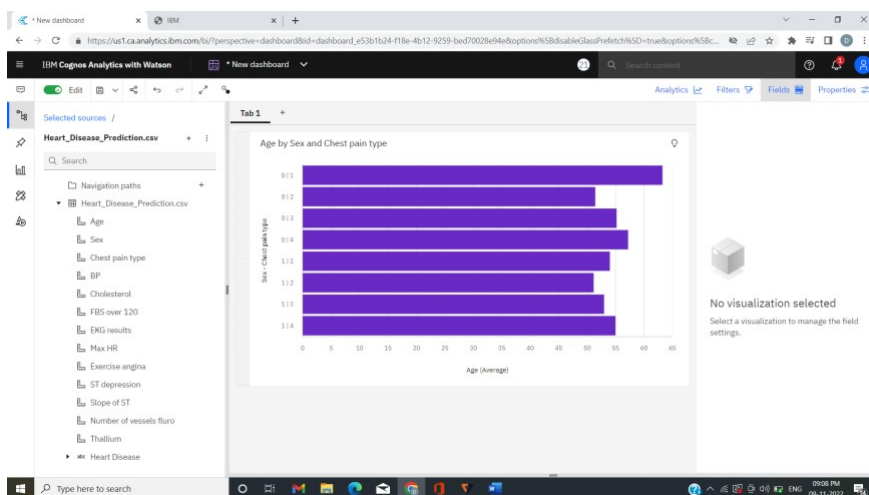 * New dashboard
IBM
https://us1.ca.analytics.ibm.com/bi/?perspective=dashboard&id=dashboard_e53b1b24-f18e-4b12-9259-bed70028e94e&options%5BdisableGlassPrefetch%5D=true&options%5Bc...
IBM Cognos Analytics with Watson
* New dashboard
23
Search content
Edit
Analytics
Filters
Fields
Properties
Selected sources /
Heart_Disease_Prediction.csv
Search
Navigation paths
Heart_Disease_Prediction.csv
Age
Sex
Chest pain type
BP
Cholesterol
FBS over 120
EKG results
Max HR
Exercise angina
ST depression
Slope of ST
Number of vessels fluro
Thallium
abc Heart Disease
Tab 1
Age by Sex and Chest pain type
Sex - Chest pain type
0|1
0|2
0|3
0|4
1|1
1|2
1|3
1|4
0 5 10 15 20 25 30 35 40 45 50 55 60 65
Age (Average)
No visualization selected
Select a visualization to manage the field
settings.
Type here to search
ENG
09:08 PM
09-11-2022